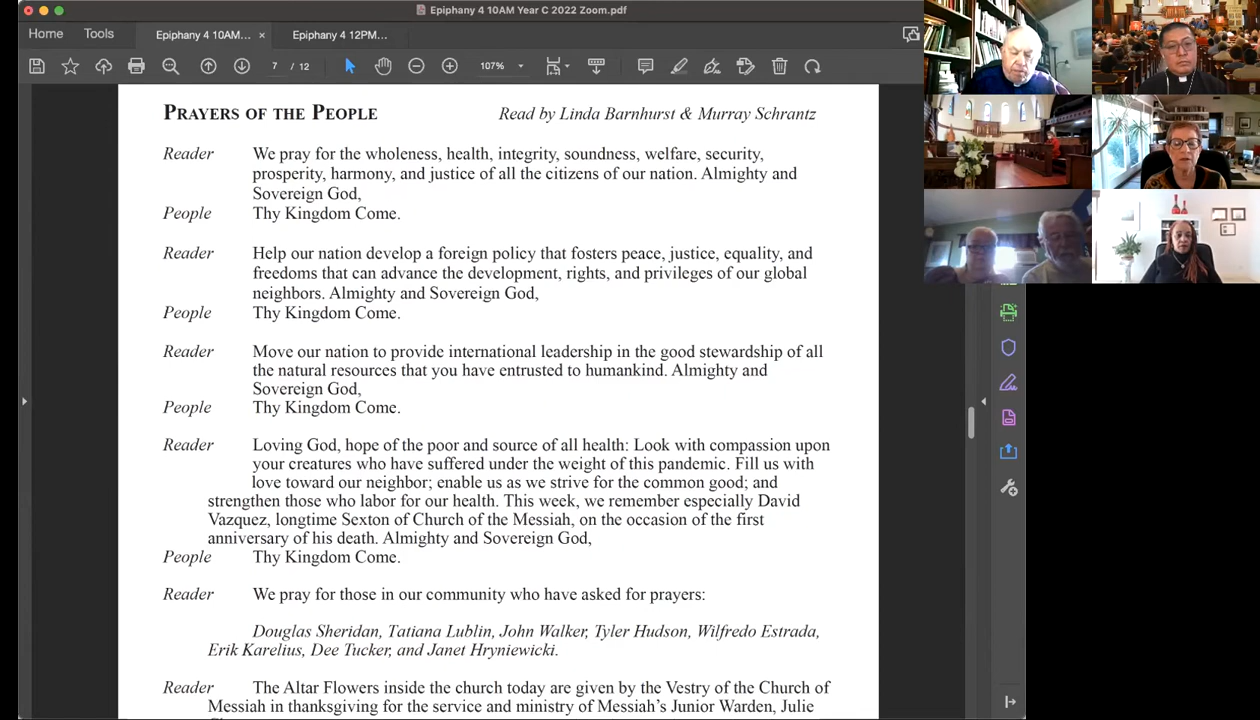 Epiphany 4 10AM Year C 2022 Zoom.pdf
Home Tools Epiphany 4 10AM... × Epiphany 4 12PM...
7 / 12 107%
PRAYERS OF THE PEOPLE Read by Linda Barnhurst & Murray Schrantz
Reader We pray for the wholeness, health, integrity, soundness, welfare, security,
prosperity, harmony, and justice of all the citizens of our nation. Almighty and
Sovereign God,
People Thy Kingdom Come.
Reader Help our nation develop a foreign policy that fosters peace, justice, equality, and
freedoms that can advance the development, rights, and privileges of our global
neighbors. Almighty and Sovereign God,
People Thy Kingdom Come.
Reader Move our nation to provide international leadership in the good stewardship of all
the natural resources that you have entrusted to humankind. Almighty and
Sovereign God,
People Thy Kingdom Come.
Reader Loving God, hope of the poor and source of all health: Look with compassion upon
your creatures who have suffered under the weight of this pandemic. Fill us with
love toward our neighbor; enable us as we strive for the common good; and
strengthen those who labor for our health. This week, we remember especially David
Vazquez, longtime Sexton of Church of the Messiah, on the occasion of the first
anniversary of his death. Almighty and Sovereign God,
People Thy Kingdom Come.
Reader We pray for those in our community who have asked for prayers:
Douglas Sheridan, Tatiana Lublin, John Walker, Tyler Hudson, Wilfredo Estrada,
Erik Karelius, Dee Tucker, and Janet Hryniewicki.
Reader The Altar Flowers inside the church today are given by the Vestry of the Church of
Messiah in thanksgiving for the service and ministry of Messiah's Junior Warden, Julie